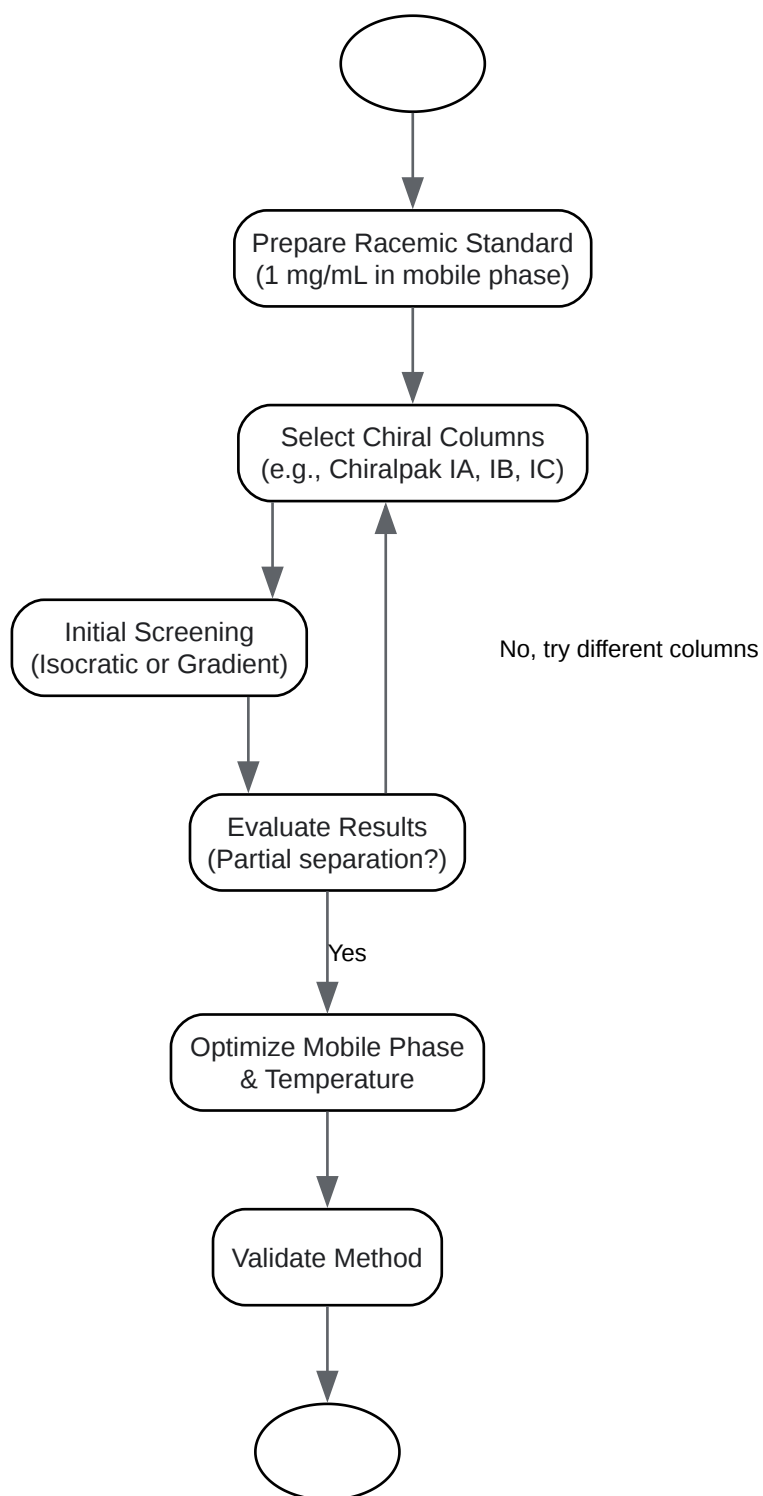 Prepare Racemic Standard
(1 mg/mL in mobile phase)
Select Chiral Columns
(e.g., Chiralpak IA, IB, IC)
Initial Screening
(Isocratic or Gradient)
No, try different columns
Evaluate Results
(Partial separation?)
Yes
Optimize Mobile Phase
& Temperature
Validate Method